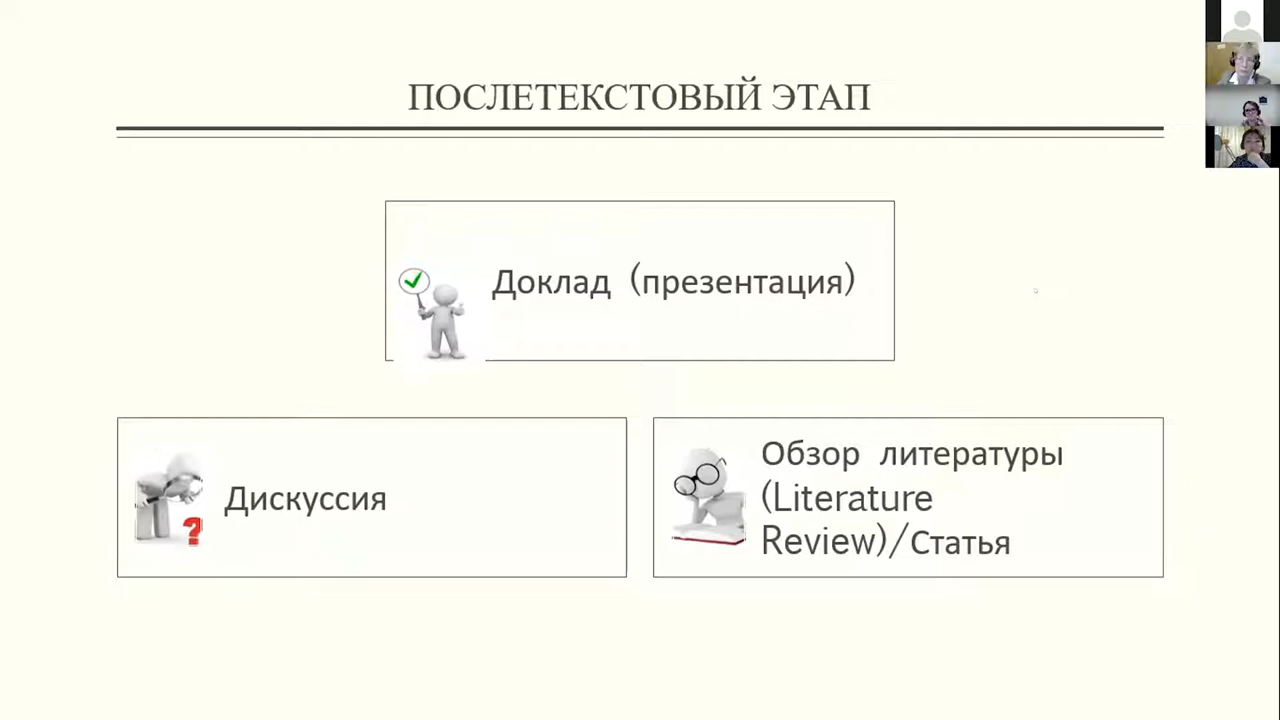 ПОСЛЕТЕКСТОВЫЙ ЭТАП
Доклад (презентация)
Дискуссия
Обзор литературы
(Literature
Review)/Статья